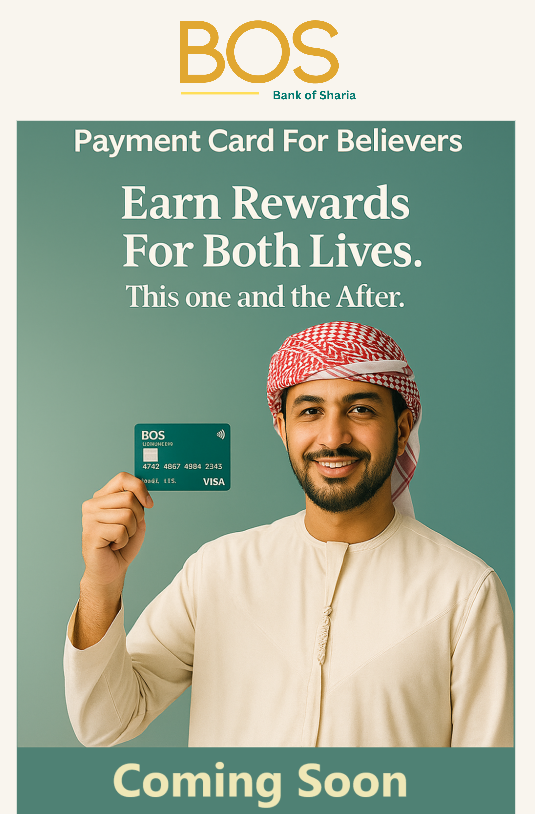 BOS
Bank of Sharia
Payment Card For Believers
Earn Rewards
For Both Lives.
This one and the After.
BOS
4742 4867 4984 2343
VISA
Coming Soon